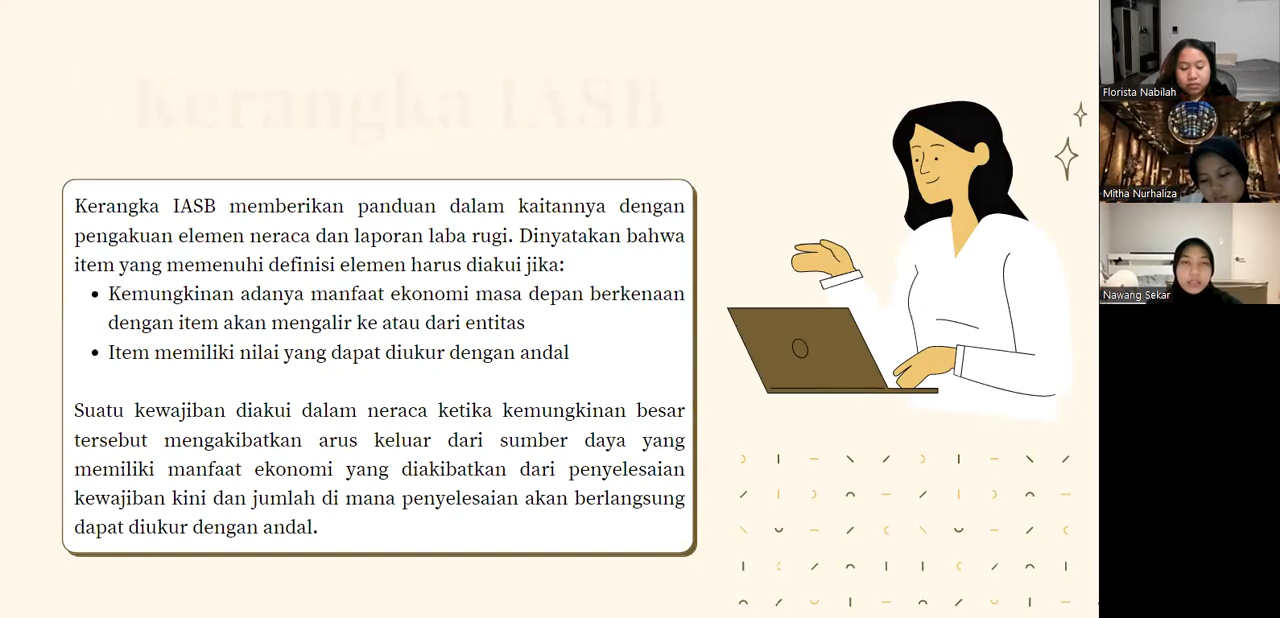 Kerangka IASB
Kerangka IASB memberikan panduan dalam kaitannya dengan
pengakuan elemen neraca dan laporan laba rugi. Dinyatakan bahwa
item yang memenuhi definisi elemen harus diakui jika:
• Kemungkinan adanya manfaat ekonomi masa depan berkenaan
dengan item akan mengalir ke atau dari entitas
• Item memiliki nilai yang dapat diukur dengan andal
Suatu kewajiban diakui dalam neraca ketika kemungkinan besar
tersebut mengakibatkan arus keluar dari sumber daya yang
memiliki manfaat ekonomi yang diakibatkan dari penyelesaian
kewajiban kini dan jumlah di mana penyelesaian akan berlangsung
dapat diukur dengan andal.
Florista Nabilah
Mitha Nurhaliza
Nawang Sekar